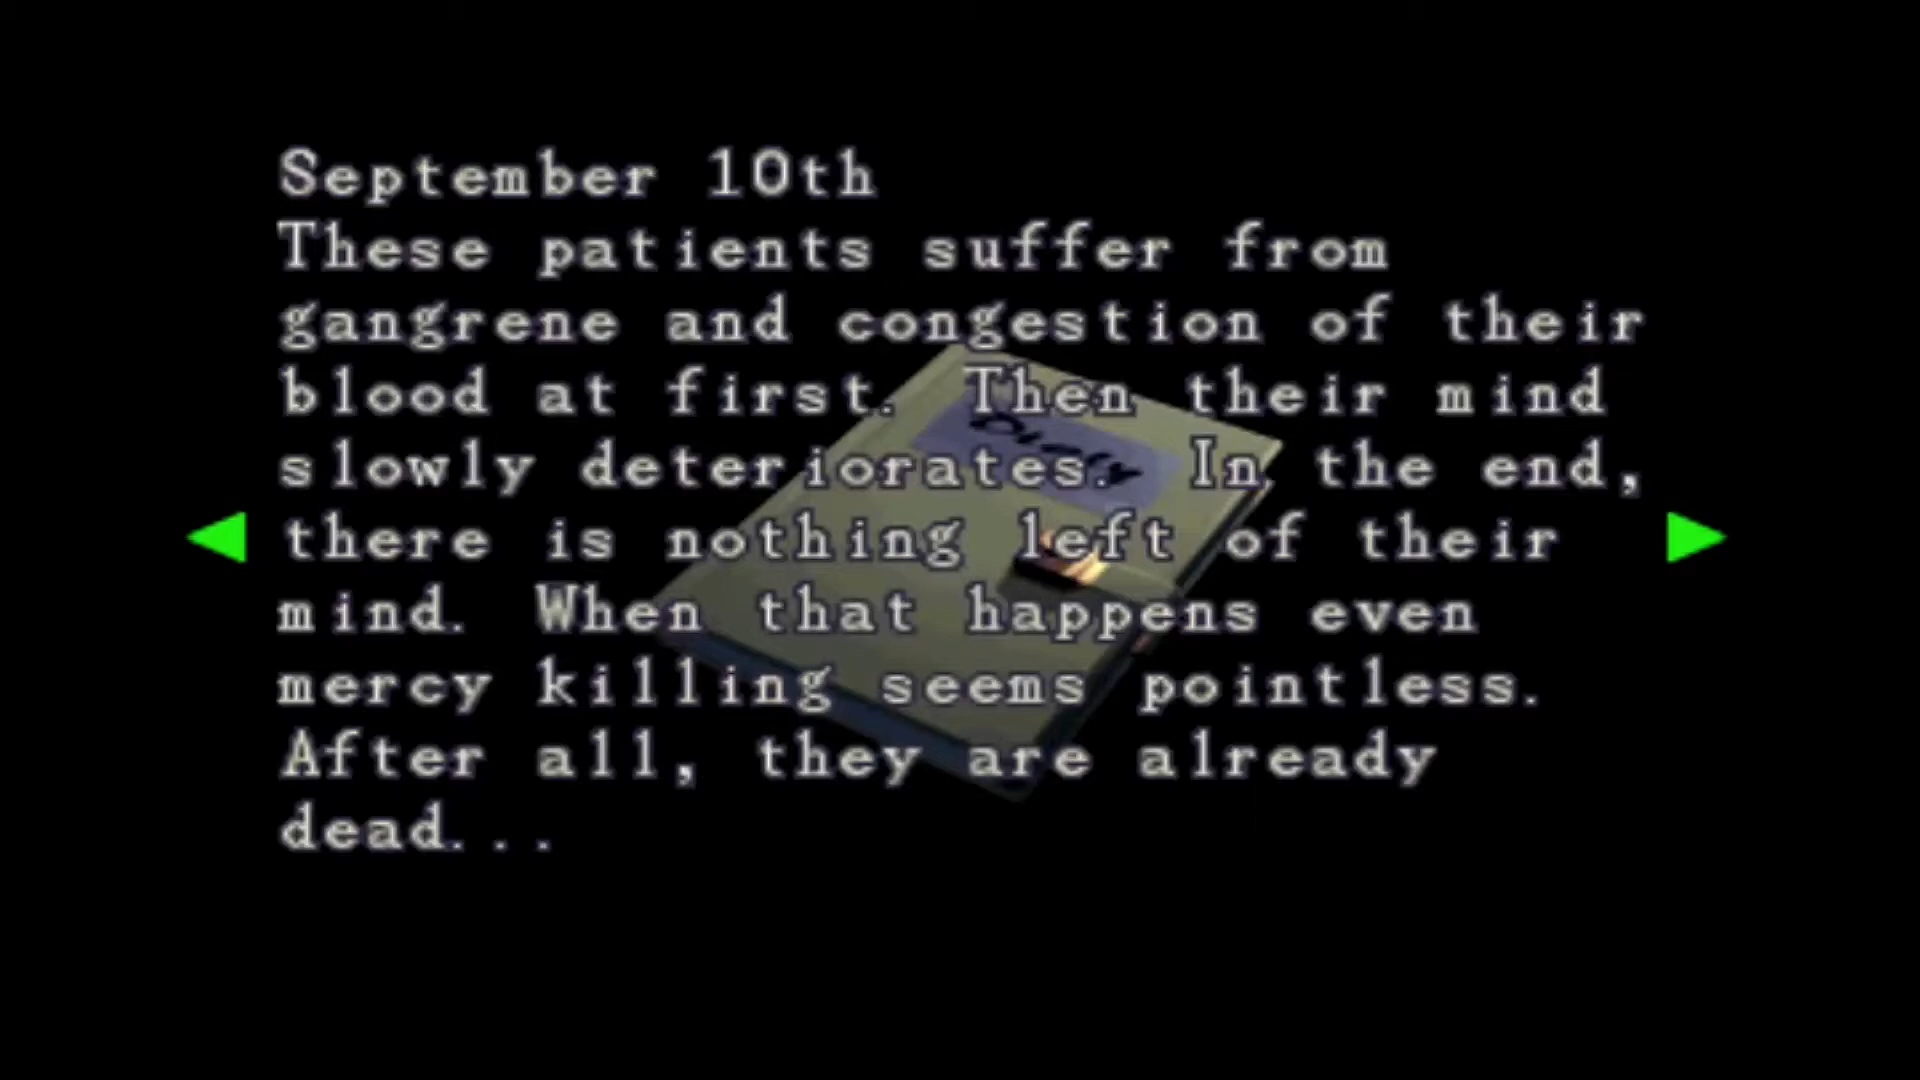 September 10th
These patients suffer from
gangrene and congestion of their
blood at first. Then their mind
slowly deteriorates. In the end,
there is nothing left of their
mind. When that happens even
mercy killing seems pointless.
After all, they are already
dead...
Diary